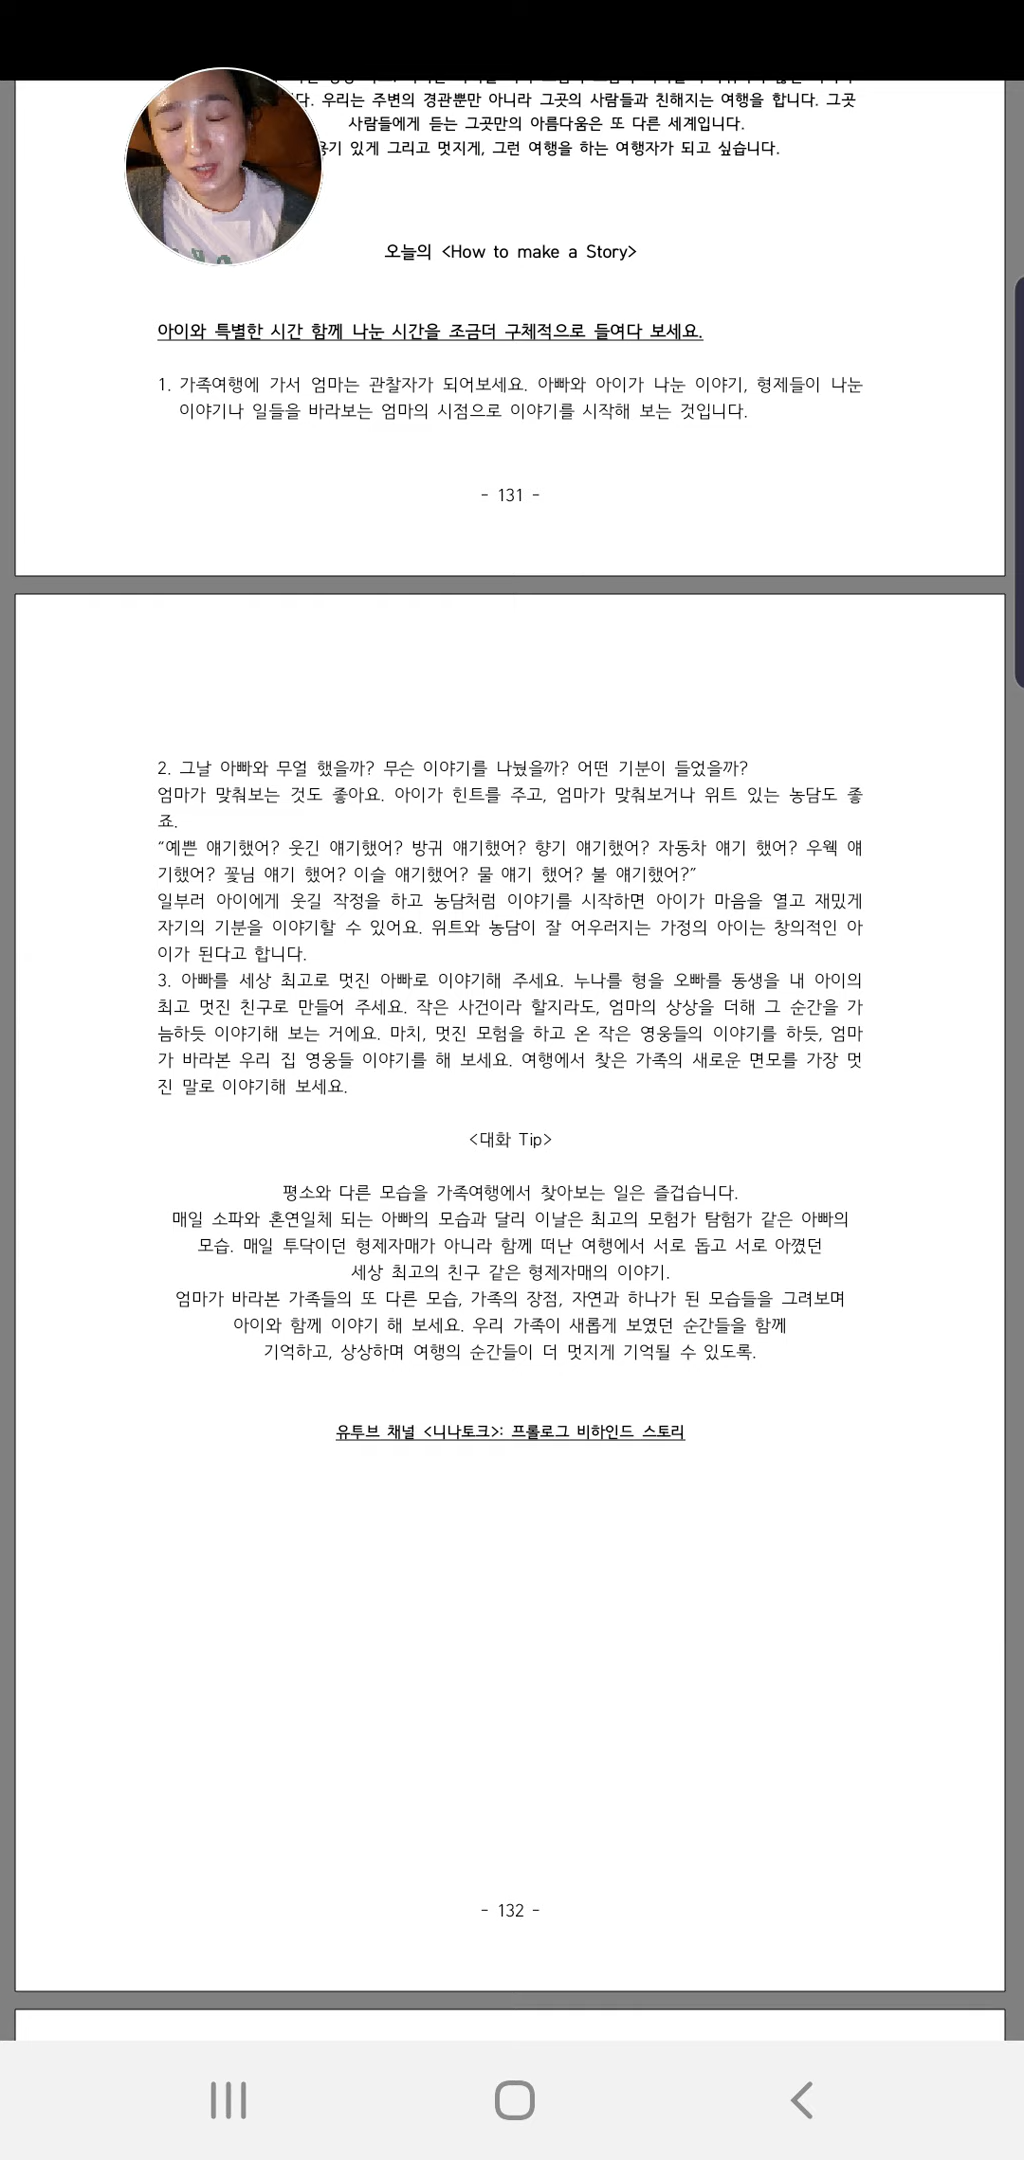 다. 우리는 주변의 경관뿐만 아니라 그곳의 사람들과 친해지는 여행을 합니다. 그곳
사람들에게 듣는 그곳만의 아름다움은 또 다른 세계입니다.
있게 그리고 멋지게, 그런 여행을 하는 여행자가 되고 싶습니다.
오늘의 <How to make a Story>
아이와 특별한 시간 함께 나눈 시간을 조금더 구체적으로 들여다 보세요.
1. 가족여행에 가서 엄마는 관찰자가 되어보세요. 아빠와 아이가 나눈 이야기, 형제들이 나눈
이야기나 일들을 바라보는 엄마의 시점으로 이야기를 시작해 보는 것입니다.
- 131 -
2. 그날 아빠와 무얼 했을까? 무슨 이야기를 나눴을까? 어떤 기분이 들었을까?
엄마가 맞춰보는 것도 좋아요. 아이가 힌트를 주고, 엄마가 맞춰보거나 위트 있는 농담도 좋
죠.
“예쁜 얘기했어? 웃긴 얘기했어? 방귀 얘기했어? 향기 얘기했어? 자동차 얘기 했어? 우웩 얘
기했어? 꽃님 얘기 했어? 이슬 얘기했어? 물 얘기 했어? 불 얘기했어?”
일부러 아이에게 웃길 작정을 하고 농담처럼 이야기를 시작하면 아이가 마음을 열고 재밌게
자기의 기분을 이야기할 수 있어요. 위트와 농담이 잘 어우러지는 가정의 아이는 창의적인 아
이가 된다고 합니다.
3. 아빠를 세상 최고로 멋진 아빠로 이야기해 주세요. 누나를 형을 오빠를 동생을 내 아이의
최고 멋진 친구로 만들어 주세요. 작은 사건이라 할지라도, 엄마의 상상을 더해 그 순간을 가
늠하듯 이야기해 보는 거에요. 마치, 멋진 모험을 하고 온 작은 영웅들의 이야기를 하듯, 엄마
가 바라본 우리 집 영웅들 이야기를 해 보세요. 여행에서 찾은 가족의 새로운 면모를 가장 멋
진 말로 이야기해 보세요.
<대화 Tip>
평소와 다른 모습을 가족여행에서 찾아보는 일은 즐겁습니다.
매일 소파와 혼연일체 되는 아빠의 모습과 달리 이날은 최고의 모험가 탐험가 같은 아빠의
모습. 매일 투닥이던 형제자매가 아니라 함께 떠난 여행에서 서로 돕고 서로 아꼈던
세상 최고의 친구 같은 형제자매의 이야기.
엄마가 바라본 가족들의 또 다른 모습, 가족의 장점, 자연과 하나가 된 모습들을 그려보며
아이와 함께 이야기 해 보세요. 우리 가족이 새롭게 보였던 순간들을 함께
기억하고, 상상하며 여행의 순간들이 더 멋지게 기억될 수 있도록.
유투브 채널 <니나토크>: 프롤로그 비하인드 스토리
- 132 -